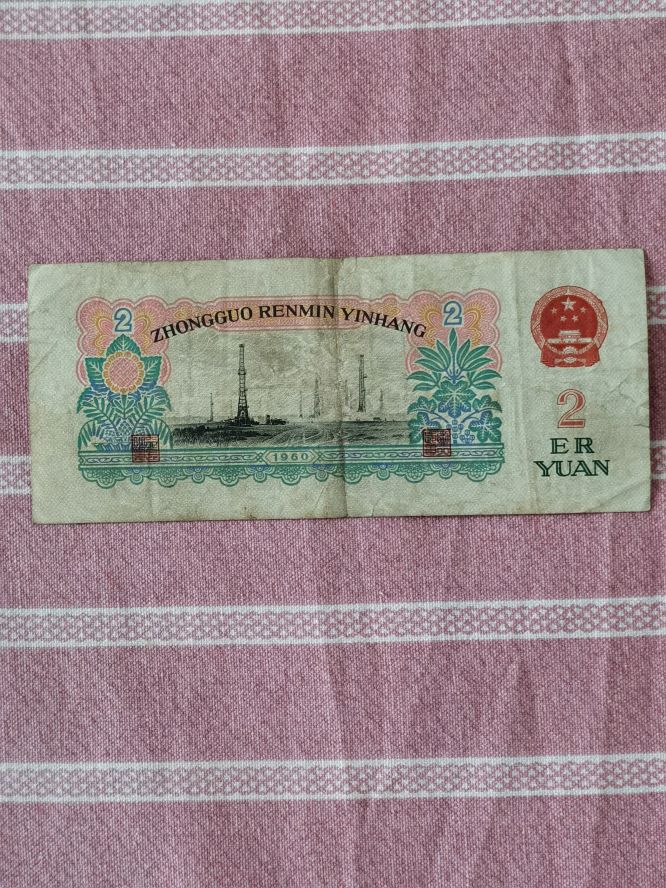 2
2
ZHONGGUO RENMIN YINHANG
2
ER
YUAN
1960